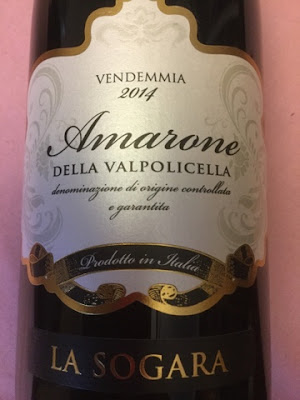 VENDEMMIA
2014
Amarone
DELLA VALPOLICELLA
denominazione di origine controllata
e garantita
Prodotto in Italia
LA SOGARA